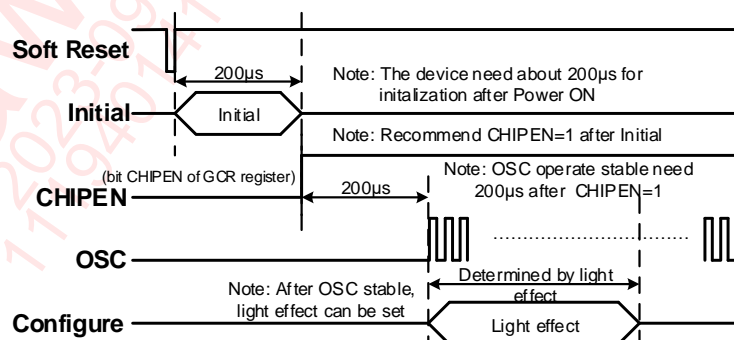 Soft Reset
200µs
Note: The device need about 200µs for
initalization after Power ON
Initial
Initial
Note: Recommend CHIPEN=1 after Initial
(bit CHIPEN of GCR register)
CHIPEN
200µs
Note: OSC operate stable need
200µs after CHIPEN=1
OSC
Note: After OSC stable,
light effect can be set
Determined by light
effect
Configure
Light effect